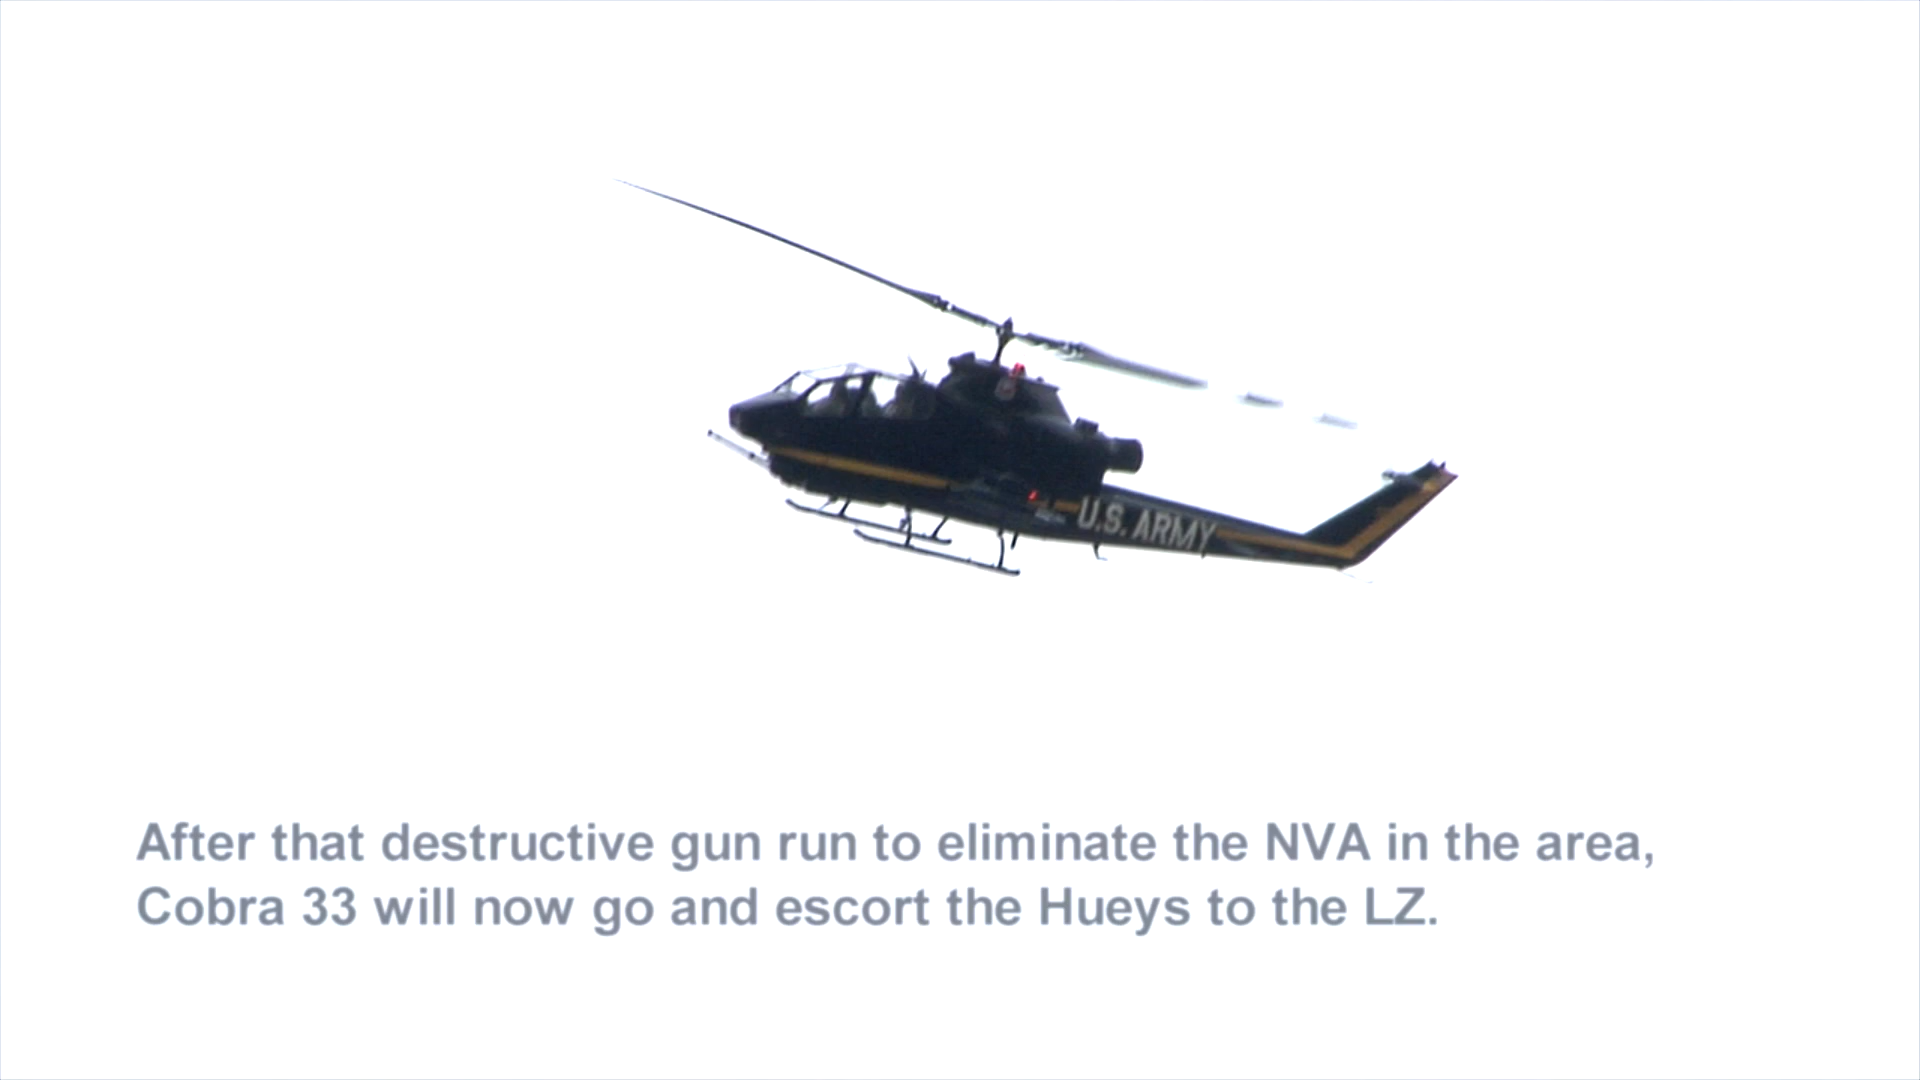 U.S. ARMY
After that destructive gun run to eliminate the NVA in the area,
Cobra 33 will now go and escort the Hueys to the LZ.